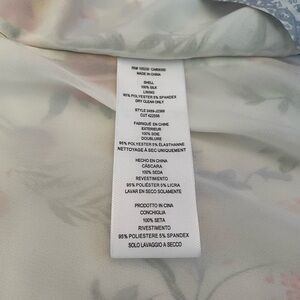 MADE IN CHINA
SHELL
100% SILK
LINING
95% POLYESTER 5% SPANDEX
DRY CLEAN ONLY
CUT
FABRIQUÉ EN CHINE
EXTERIEUR
100% SOIE
DOUBLURE
95% POLYESTER 5% ÉLASTHANNE
NETTOYAGE À SEC UNIQUEMENT
HECHO EN CHINA
CÁSCARA
100% SEDA
REVESTIMIENTO
95% POLIÉSTER 5% LICRA
LAVAR EN SECO SOLAMENTE
PRODOTTO IN CINA
CONCHIGLIA
100% SETA
RIVESTIMENTO
95% POLIESTERE 5% SPANDEX
SOLO LAVAGGIO A SECCO